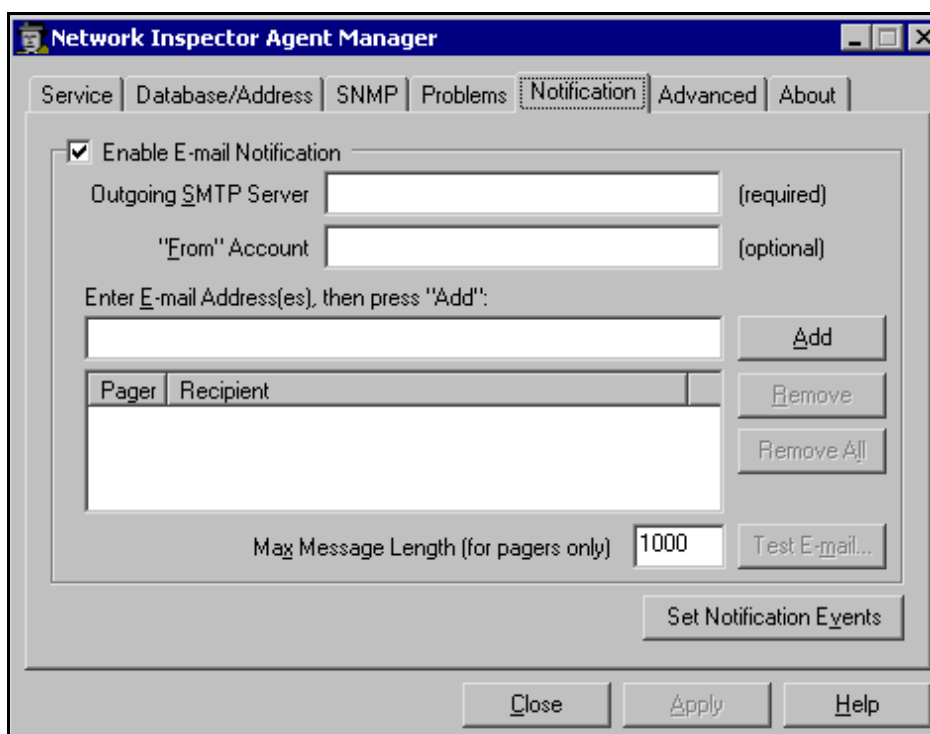 Network Inspector Agent Manager
Service Database/Address SNMP Problems Notification Advanced About
Enable E-mail Notification
Outgoing SMTP Server (required)
"From" Account (optional)
Enter E-mail Address(es), then press "Add":
Add
Pager Recipient
Remove
Remove All
Max Message Length (for pagers only) 1000 Test E-mail...
Set Notification Events
Close Apply Help